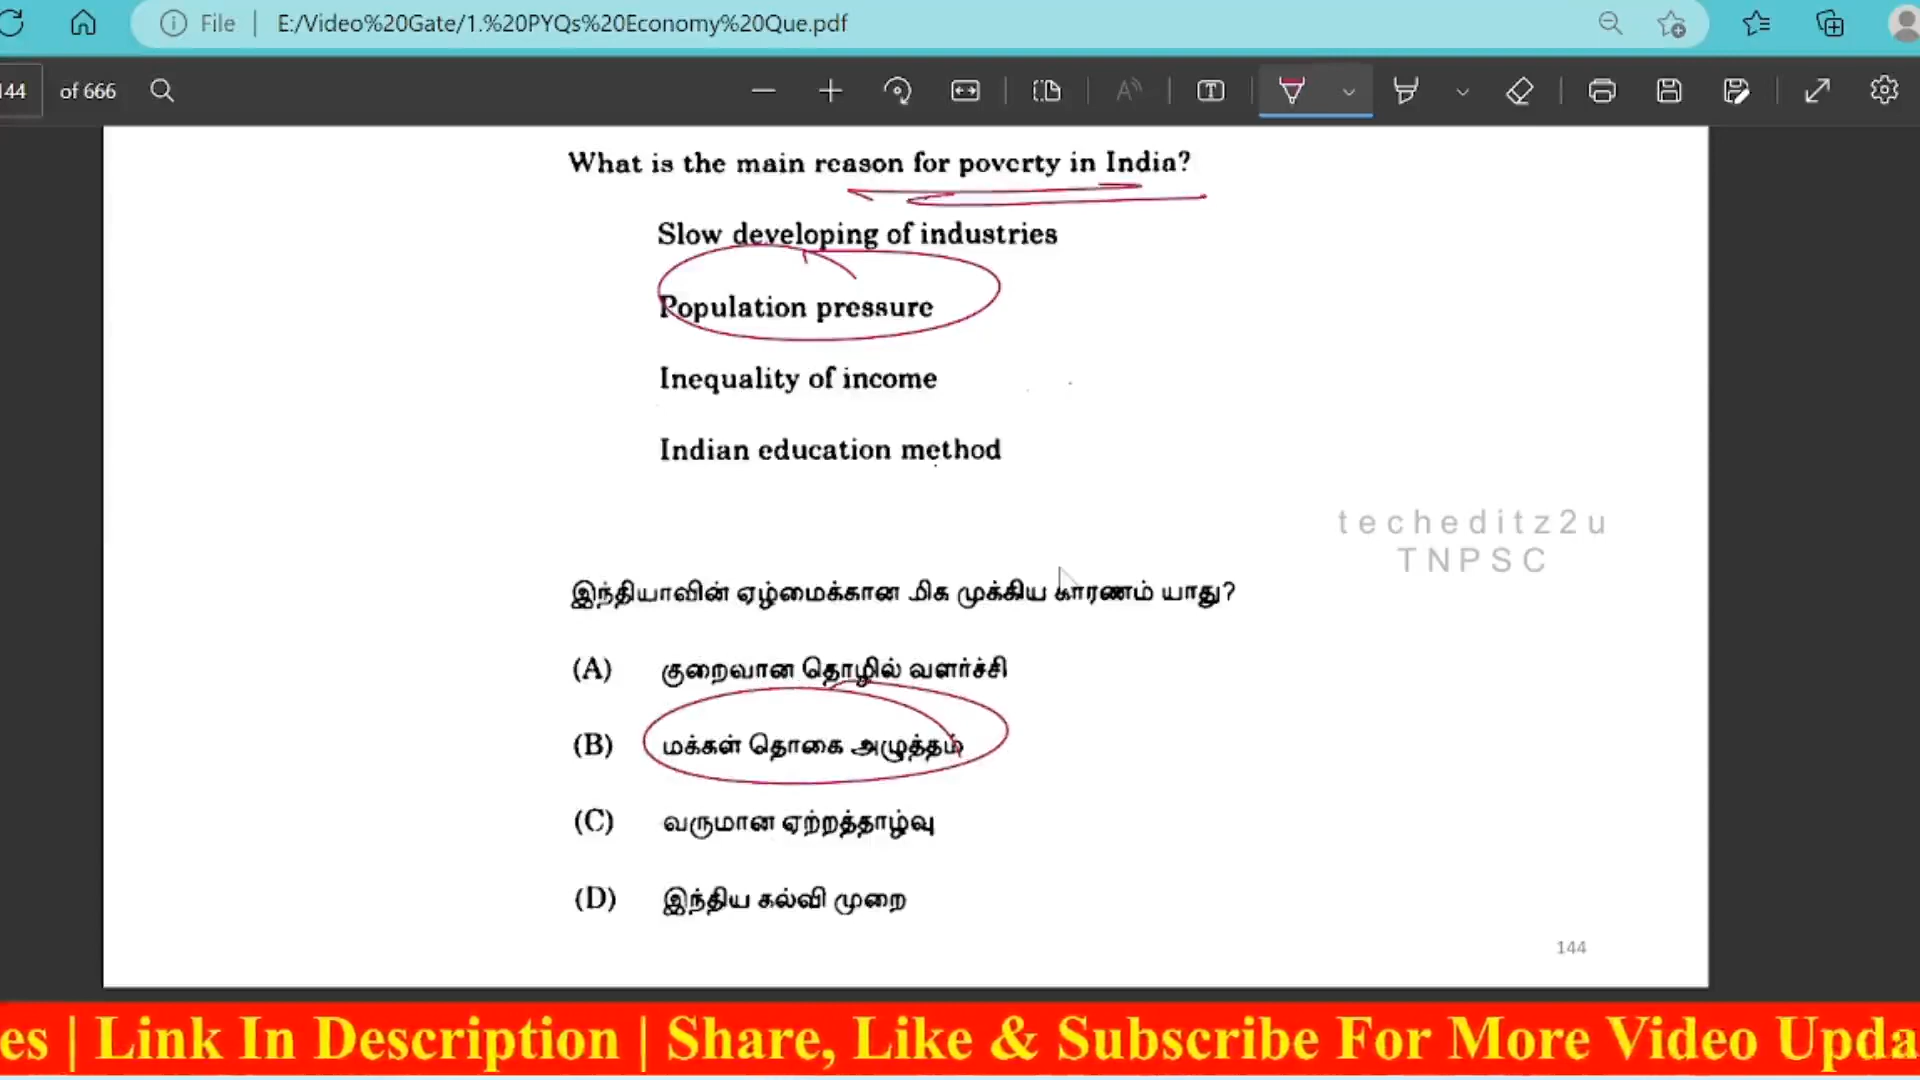 File | E:/Video%20Gate/1.%20PYQs%20Economy%20Que.pdf
44 of 666
What is the main reason for poverty in India?
Slow developing of industries
Population pressure
Inequality of income
Indian education method
techeditz2u
TNPSC
இந்தியாவின் ஏழ்மைக்கான மிக முக்கிய காரணம் யாது?
(A) குறைவான தொழில் வளர்ச்சி
(B) மக்கள் தொகை அழுத்தம்
(C) வருமான ஏற்றத்தாழ்வு
(D) இந்திய கல்வி முறை
144
es | Link In Description | Share, Like & Subscribe For More Video Upda